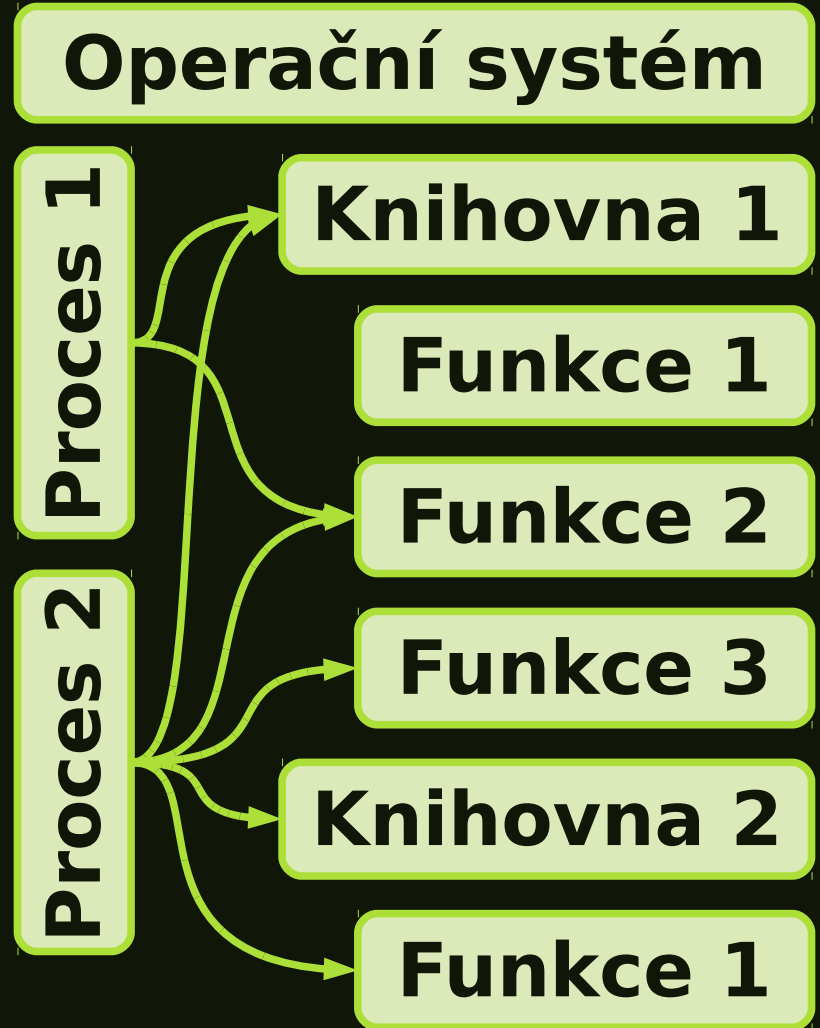 Operační systém
Proces 1
Knihovna 1
Funkce 1
Funkce 2
Proces 2
Funkce 3
Knihovna 2
Funkce 1